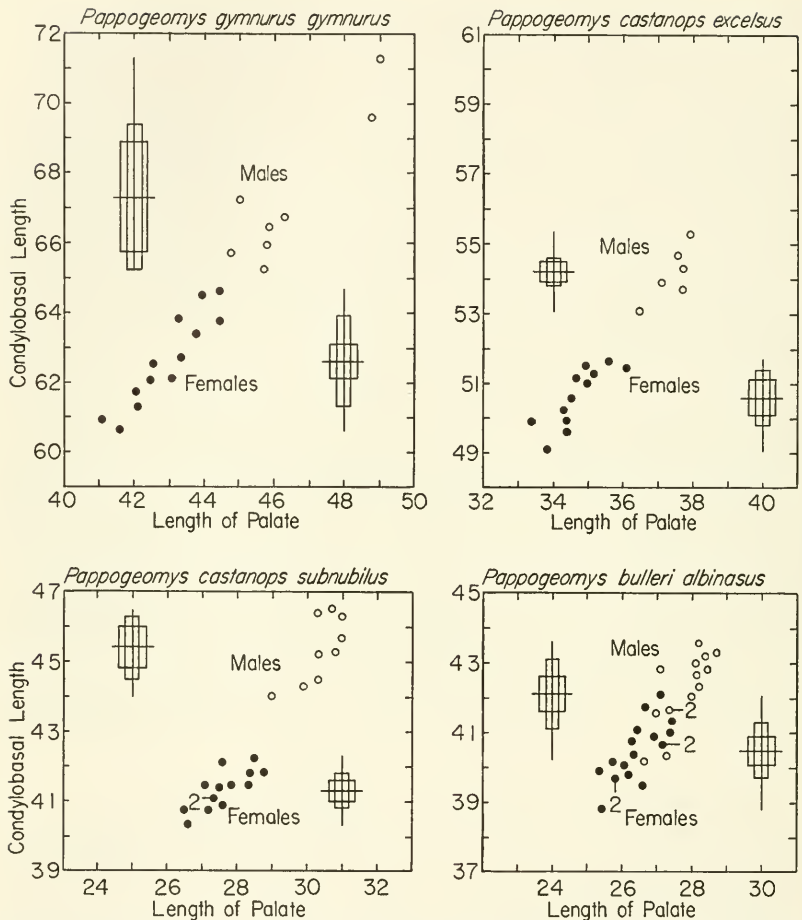 Pappogeomys gymnurus gymnurus
72
70
68
66
64
62
60
40
42
44
46
48
50
Condylobasal Length
Males
Females
Length of Palate
Pappogeomys castanops excelsus
61
59
57
55
53
51
49
32
34
36
38
40
Males
Females
Length of Palate
Pappogeomys castanops subnubilus
47
45
43
41
39
24
26
28
30
32
Condylobasal Length
Males
2
Females
Length of Palate
Pappogeomys bulleri albinasus
45
43
41
39
37
24
26
28
30
Males
2
2
2
Females
Length of Palate